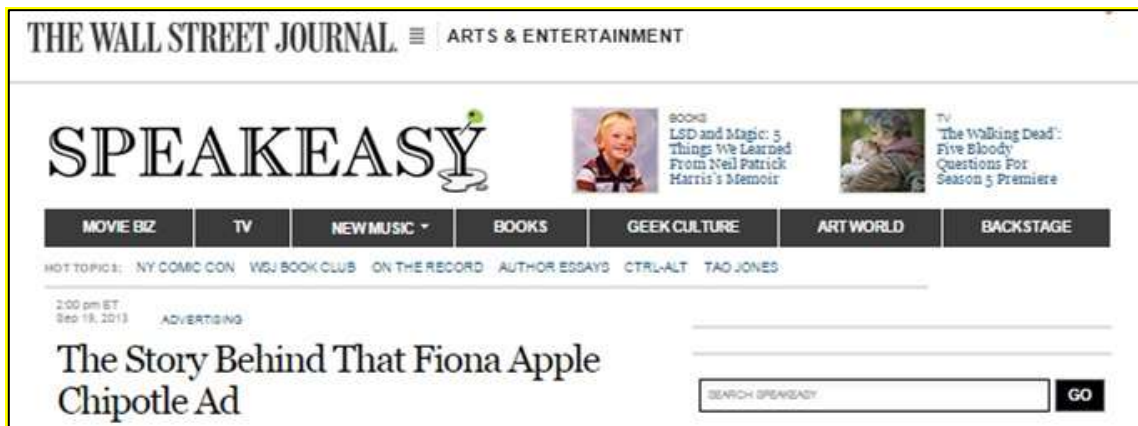 THE WALL STREET JOURNAL. ≡ ARTS & ENTERTAINMENT
SPEAKEASY
BOOKS
LSD and Magic: 5
Things We Learned
From Neil Patrick
Harris's Memoir
TV
'The Walking Dead':
Five Bloody
Questions For
Season 5 Premiere
MOVIE BIZ TV NEW MUSIC BOOKS GEEK CULTURE ART WORLD BACKSTAGE
HOT TOPICS: NY COMIC CON WSJ BOOK CLUB ON THE RECORD AUTHOR ESSAYS CTRL-ALT TAO JONES
2:00 pm ET
Sep 19, 2013 ADVERTISING
The Story Behind That Fiona Apple
Chipotle Ad
SEARCH SPEAKEASY GO